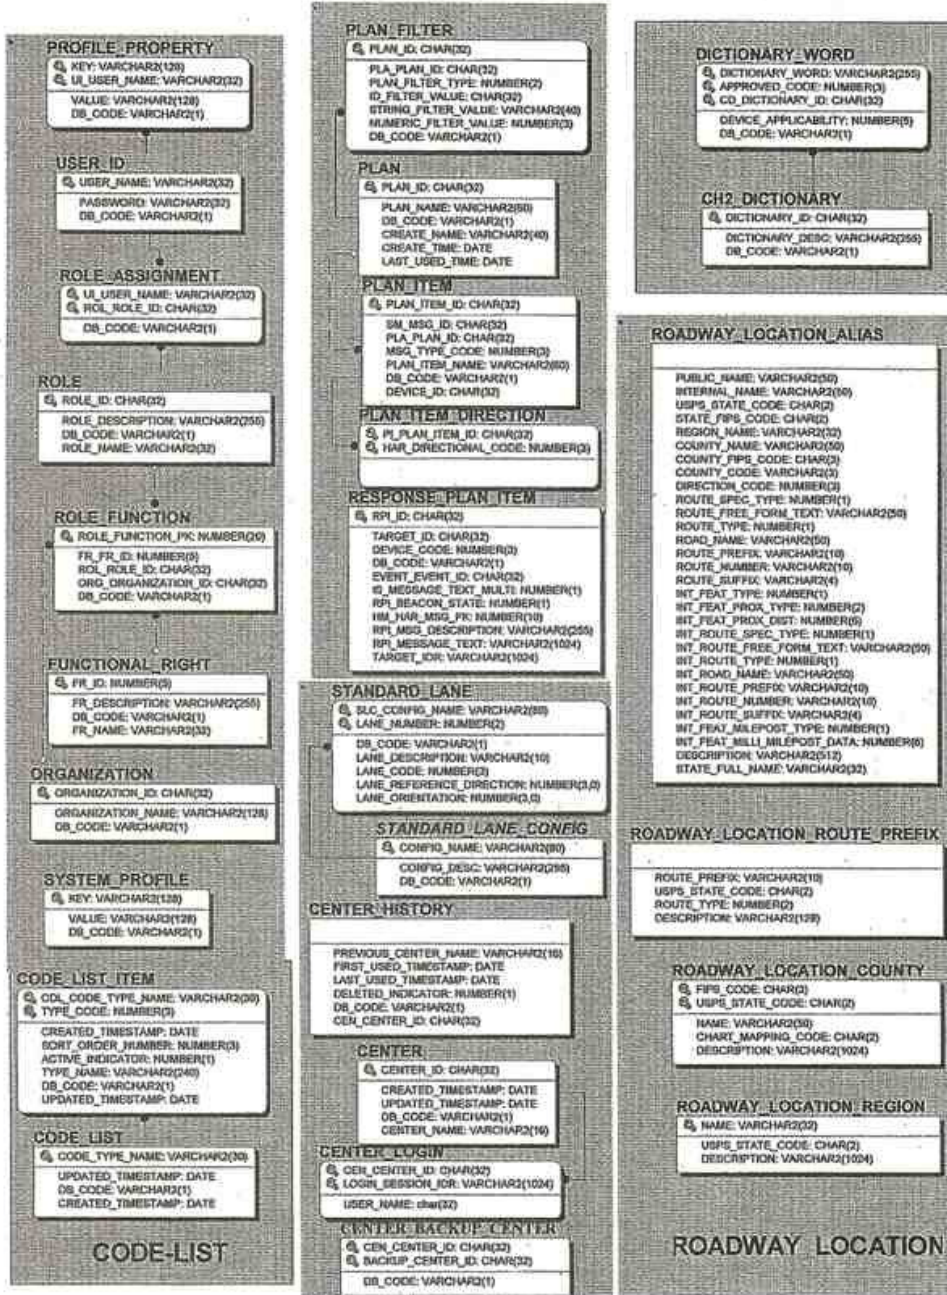 PROFILE_PROPERTY
KEY: VARCHAR2(128)
UI_USER_NAME: VARCHAR2(32)
VALUE: VARCHAR2(128)
DB_CODE: VARCHAR2(1)
USER_ID
USER_NAME: VARCHAR2(32)
PASSWORD: VARCHAR2(32)
DB_CODE: VARCHAR2(1)
ROLE_ASSIGNMENT
UI_USER_NAME: VARCHAR2(32)
ROL_ROLE_ID: CHAR(32)
DB_CODE: VARCHAR2(1)
ROLE
ROLE_ID: CHAR(32)
ROLE_DESCRIPTION: VARCHAR2(255)
DB_CODE: VARCHAR2(1)
ROLE_NAME: VARCHAR2(32)
ROLE_FUNCTION
ROLE_FUNCTION_PK: NUMBER(20)
FR_FR_ID: NUMBER(5)
ROL_ROLE_ID: CHAR(32)
ORG_ORGANIZATION_ID: CHAR(32)
DB_CODE: VARCHAR2(1)
FUNCTIONAL_RIGHT
FR_ID: NUMBER(5)
FR_DESCRIPTION: VARCHAR2(255)
DB_CODE: VARCHAR2(1)
FR_NAME: VARCHAR2(32)
ORGANIZATION
ORGANIZATION_ID: CHAR(32)
ORGANIZATION_NAME: VARCHAR2(128)
DB_CODE: VARCHAR2(1)
SYSTEM_PROFILE
KEY: VARCHAR2(128)
VALUE: VARCHAR2(128)
DB_CODE: VARCHAR2(1)
CODE_LIST_ITEM
CDL_CODE_TYPE_NAME: VARCHAR2(30)
TYPE_CODE: NUMBER(3)
CREATED_TIMESTAMP: DATE
SORT_ORDER_NUMBER: NUMBER(3)
ACTIVE_INDICATOR: NUMBER(1)
TYPE_NAME: VARCHAR2(240)
DB_CODE: VARCHAR2(1)
UPDATED_TIMESTAMP: DATE
CODE_LIST
CODE_TYPE_NAME: VARCHAR2(30)
UPDATED_TIMESTAMP: DATE
DB_CODE: VARCHAR2(1)
CREATED_TIMESTAMP: DATE
CODE-LIST
PLAN_FILTER
PLAN_ID: CHAR(32)
PLA_PLAN_ID: CHAR(32)
PLAN_FILTER_TYPE: NUMBER(2)
ID_FILTER_VALUE: CHAR(32)
STRING_FILTER_VALUE: VARCHAR2(40)
NUMERIC_FILTER_VALUE: NUMBER(3)
DB_CODE: VARCHAR2(1)
PLAN
PLAN_ID: CHAR(32)
PLAN_NAME: VARCHAR2(60)
DB_CODE: VARCHAR2(1)
CREATE_NAME: VARCHAR2(40)
CREATE_TIME: DATE
LAST_USED_TIME: DATE
PLAN_ITEM
PLAN_ITEM_ID: CHAR(32)
SM_MSG_ID: CHAR(32)
PLA_PLAN_ID: CHAR(32)
MSG_TYPE_CODE: NUMBER(3)
PLAN_ITEM_NAME: VARCHAR2(60)
DB_CODE: VARCHAR2(1)
DEVICE_ID: CHAR(32)
PLAN_ITEM_DIRECTION
PI_PLAN_ITEM_ID: CHAR(32)
HAR_DIRECTIONAL_CODE: NUMBER(3)
RESPONSE_PLAN_ITEM
RPI_ID: CHAR(32)
TARGET_ID: CHAR(32)
DEVICE_CODE: NUMBER(3)
DB_CODE: VARCHAR2(1)
EVENT_EVENT_ID: CHAR(32)
IS_MESSAGE_TEXT_MULTI: NUMBER(1)
RPI_BEACON_STATE: NUMBER(1)
HM_HAR_MSG_FK: NUMBER(10)
RPI_MSG_DESCRIPTION: VARCHAR2(255)
RPI_MESSAGE_TEXT: VARCHAR2(1024)
TARGET_IOR: VARCHAR2(1024)
STANDARD_LANE
SLC_CONFIG_NAME: VARCHAR2(80)
LANE_NUMBER: NUMBER(2)
DB_CODE: VARCHAR2(1)
LANE_DESCRIPTION: VARCHAR2(10)
LANE_CODE: NUMBER(3)
LANE_REFERENCE_DIRECTION: NUMBER(3,0)
LANE_ORIENTATION: NUMBER(3,0)
STANDARD_LANE_CONFIG
CONFIG_NAME: VARCHAR2(80)
CONFIG_DESC: VARCHAR2(255)
DB_CODE: VARCHAR2(1)
CENTER_HISTORY
PREVIOUS_CENTER_NAME: VARCHAR2(16)
FIRST_USED_TIMESTAMP: DATE
LAST_USED_TIMESTAMP: DATE
DELETED_INDICATOR: NUMBER(1)
DB_CODE: VARCHAR2(1)
CEN_CENTER_ID: CHAR(32)
CENTER
CENTER_ID: CHAR(32)
CREATED_TIMESTAMP: DATE
UPDATED_TIMESTAMP: DATE
DB_CODE: VARCHAR2(1)
CENTER_NAME: VARCHAR2(16)
CENTER_LOGIN
CEN_CENTER_ID: CHAR(32)
LOGIN_SESSION_IOR: VARCHAR2(1024)
USER_NAME: char(32)
CENTER_BACKUP_CENTER
CEN_CENTER_ID: CHAR(32)
BACKUP_CENTER_ID: CHAR(32)
DB_CODE: VARCHAR2(1)
DICTIONARY_WORD
DICTIONARY_WORD: VARCHAR2(255)
APPROVED_CODE: NUMBER(3)
CD_DICTIONARY_ID: CHAR(32)
DEVICE_APPLICABILITY: NUMBER(5)
DB_CODE: VARCHAR2(1)
CH2_DICTIONARY
DICTIONARY_ID: CHAR(32)
DICTIONARY_DESC: VARCHAR2(255)
DB_CODE: VARCHAR2(1)
ROADWAY_LOCATION_ALIAS
PUBLIC_NAME: VARCHAR2(50)
INTERNAL_NAME: VARCHAR2(50)
USPS_STATE_CODE: CHAR(2)
STATE_FIPS_CODE: CHAR(2)
REGION_NAME: VARCHAR2(32)
COUNTY_NAME: VARCHAR2(50)
COUNTY_FIPS_CODE: CHAR(3)
COUNTY_CODE: VARCHAR2(3)
DIRECTION_CODE: NUMBER(3)
ROUTE_SPEC_TYPE: NUMBER(1)
ROUTE_FREE_FORM_TEXT: VARCHAR2(50)
ROUTE_TYPE: NUMBER(1)
ROAD_NAME: VARCHAR2(50)
ROUTE_PREFIX: VARCHAR2(10)
ROUTE_NUMBER: VARCHAR2(10)
ROUTE_SUFFIX: VARCHAR2(4)
INT_FEAT_TYPE: NUMBER(1)
INT_FEAT_PROX_TYPE: NUMBER(2)
INT_FEAT_PROX_DIST: NUMBER(6)
INT_ROUTE_SPEC_TYPE: NUMBER(1)
INT_ROUTE_FREE_FORM_TEXT: VARCHAR2(50)
INT_ROUTE_TYPE: NUMBER(1)
INT_ROAD_NAME: VARCHAR2(50)
INT_ROUTE_PREFIX: VARCHAR2(10)
INT_ROUTE_NUMBER: VARCHAR2(10)
INT_ROUTE_SUFFIX: VARCHAR2(4)
INT_FEAT_MILEPOST_TYPE: NUMBER(1)
INT_FEAT_MILLI_MILEPOST_DATA: NUMBER(6)
DESCRIPTION: VARCHAR2(512)
STATE_FULL_NAME: VARCHAR2(32)
ROADWAY_LOCATION_ROUTE_PREFIX
ROUTE_PREFIX: VARCHAR2(10)
USPS_STATE_CODE: CHAR(2)
ROUTE_TYPE: NUMBER(2)
DESCRIPTION: VARCHAR2(128)
ROADWAY_LOCATION_COUNTY
FIPS_CODE: CHAR(3)
USPS_STATE_CODE: CHAR(2)
NAME: VARCHAR2(50)
CHART_MAPPING_CODE: CHAR(2)
DESCRIPTION: VARCHAR2(1024)
ROADWAY_LOCATION_REGION
NAME: VARCHAR2(32)
USPS_STATE_CODE: CHAR(2)
DESCRIPTION: VARCHAR2(1024)
ROADWAY LOCATION